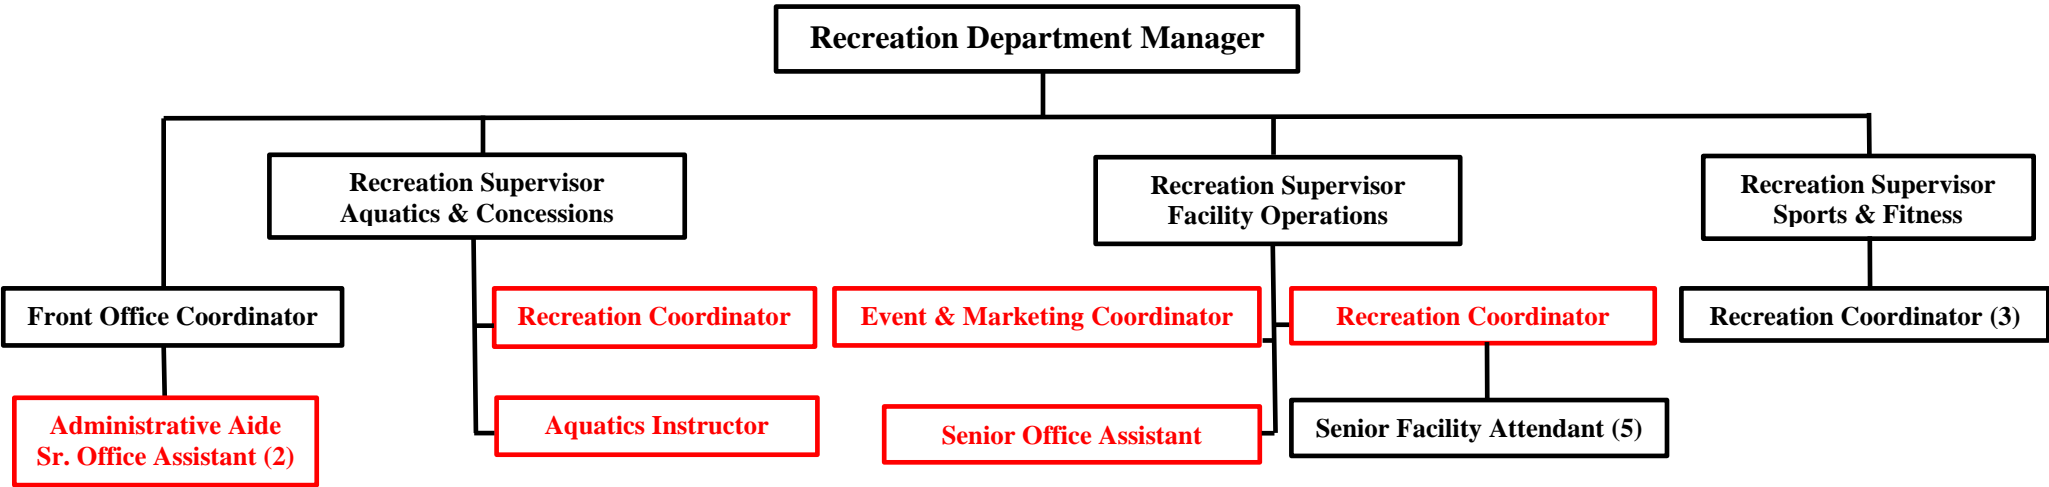 Recreation Department Manager
Recreation Supervisor
Aquatics & Concessions
Recreation Supervisor
Facility Operations
Recreation Supervisor
Sports & Fitness
Front Office Coordinator
Recreation Coordinator
Event & Marketing Coordinator
Recreation Coordinator
Recreation Coordinator (3)
Administrative Aide
Sr. Office Assistant (2)
Aquatics Instructor
Senior Office Assistant
Senior Facility Attendant (5)